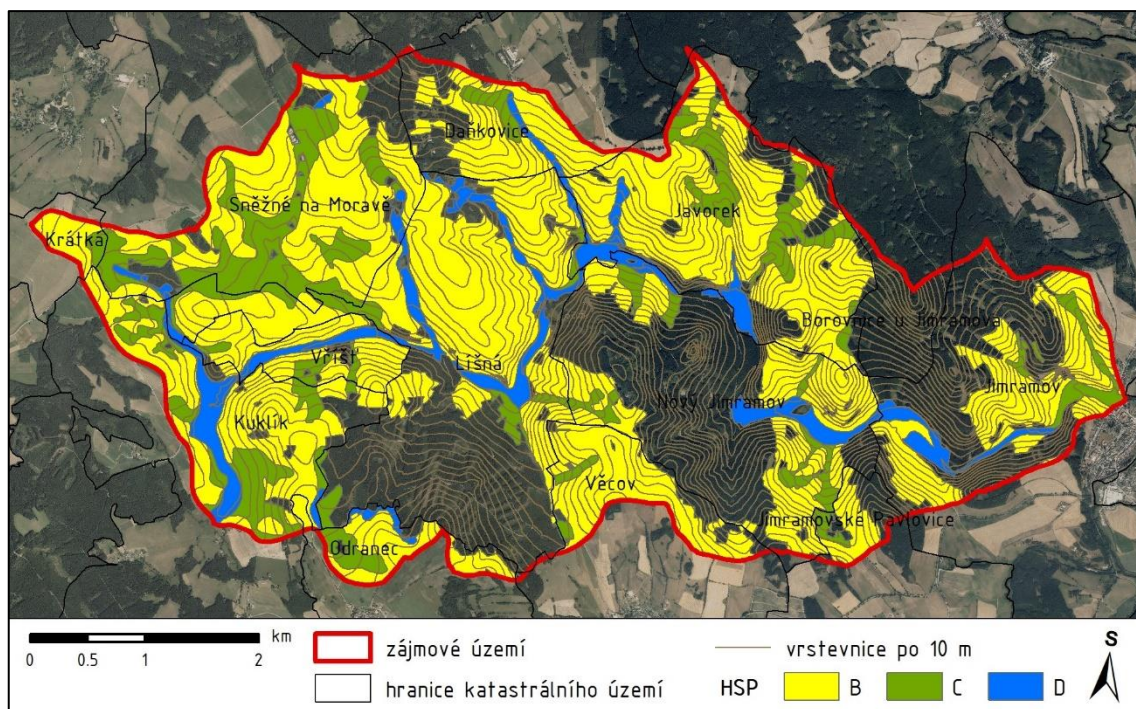 Daňkovice
Sněžné na Moravě
Javorek
Krátká
Borovnice u Jimramova
Vříšť
Líšná
Jimramov
Nový Jimramov
Kuklík
Věcov
Jimramovské Pavlovice
Odranec
km
0 0.5 1 2
zájmové území
hranice katastrálního území
vrstevnice po 10 m
HSP B C D
S